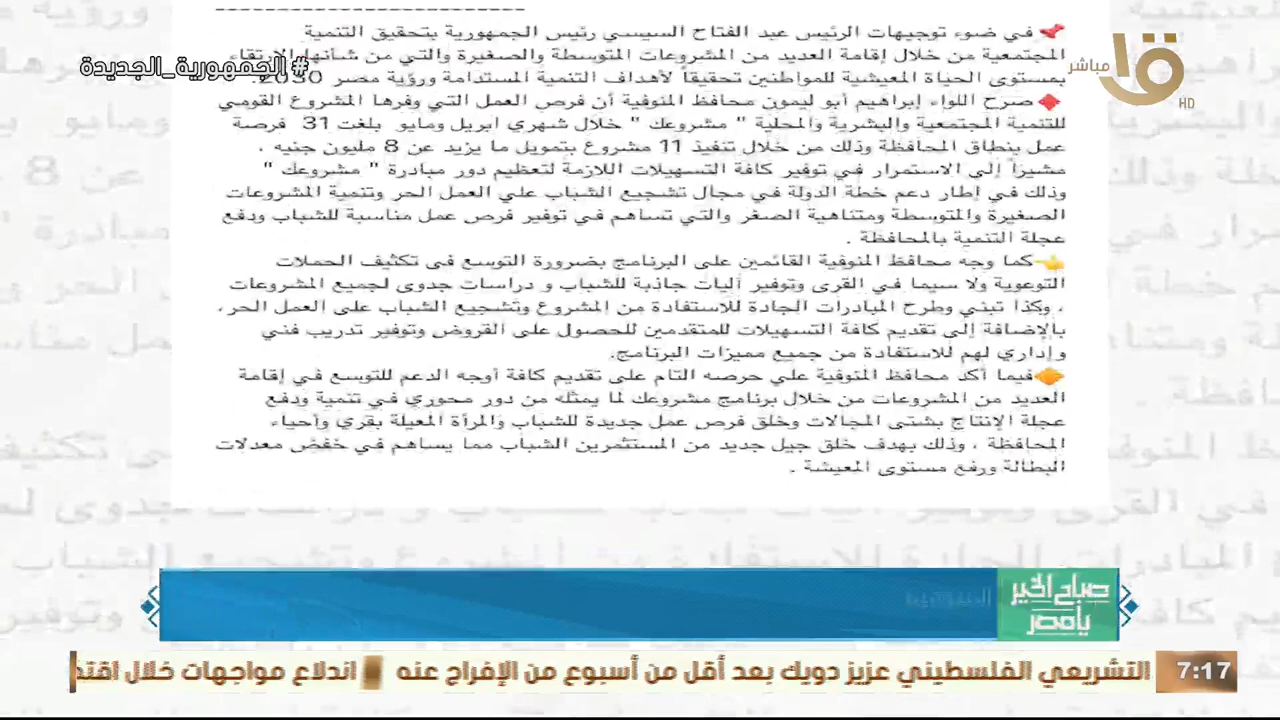 في ضوء توجيهات الرئيس عبد الفتاح السيسي رئيس الجمهورية بتحقيق التنمية
المجتمعية من خلال إقامة العديد من المشروعات المتوسطة والصغيرة والتي من شأنها الارتقاء
بمستوى الحياة المعيشية للمواطنين تحقيقاً لأهداف التنمية المستدامة ورؤية مصر 2030.
#الجمهورية_الجديدة
مباشر
HD
صرح اللواء إبراهيم أبو ليمون محافظ المنوفية أن فرص العمل التي وفرها المشروع القومي
للتنمية المجتمعية والبشرية والمحلية " مشروعك " خلال شهري ابريل ومايو بلغت 31 فرصة
عمل بنطاق المحافظة وذلك من خلال تنفيذ 11 مشروع بتمويل ما يزيد عن 8 مليون جنيه ،
مشيراً إلى الاستمرار في توفير كافة التسهيلات اللازمة لتعظيم دور مبادرة " مشروعك "
وذلك في إطار دعم خطة الدولة في مجال تشجيع الشباب علي العمل الحر وتنمية المشروعات
الصغيرة والمتوسطة ومتناهية الصغر والتي تساهم في توفير فرص عمل مناسبة للشباب ودفع
عجلة التنمية بالمحافظة .
كما وجه محافظ المنوفية القائمين على البرنامج بضرورة التوسع فى تكثيف الحملات
التوعوية ولا سيما في القرى وتوفير آليات جاذبة للشباب و دراسات جدوى لجميع المشروعات
، وكذا تبني وطرح المبادرات الجادة للاستفادة من المشروع وتشجيع الشباب على العمل الحر،
بالإضافة إلى تقديم كافة التسهيلات للمتقدمين للحصول على القروض وتوفير تدريب فني
وإداري لهم للاستفادة من جميع مميزات البرنامج.
فيما أكد محافظ المنوفية علي حرصه التام على تقديم كافة أوجه الدعم للتوسع في إقامة
العديد من المشروعات من خلال برنامج مشروعك لما يمثله من دور محوري في تنمية ودفع
عجلة الإنتاج بشتى المجالات وخلق فرص عمل جديدة للشباب والمرأة المعيلة بقري وأحياء
المحافظة ، وذلك بهدف خلق جيل جديد من المستثمرين الشباب مما يساهم في خفض معدلات
البطالة ورفع مستوى المعيشة .
صباح الخير
يا مصر
7:17
التشريعي الفلسطيني عزيز دويك بعد أقل من أسبوع من الإفراج عنه
اندلاع مواجهات خلال